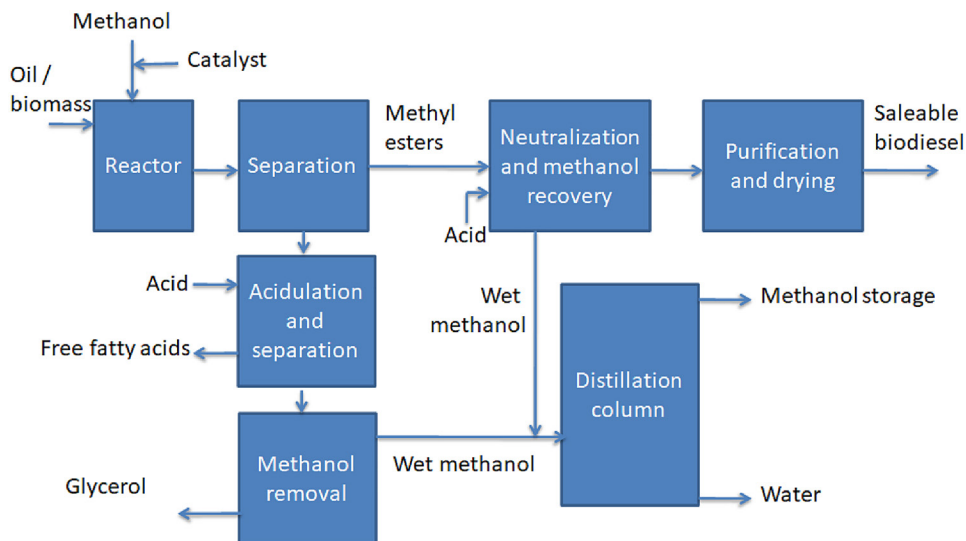 Methanol
Catalyst
Oil /
biomass
Reactor
Separation
Methyl
esters
Neutralization
and methanol
recovery
Purification
and drying
Saleable
biodiesel
Acid
Acid
Acidulation
and
separation
Free fatty acids
Wet
methanol
Distillation
column
Methanol storage
Methanol
removal
Wet methanol
Glycerol
Water